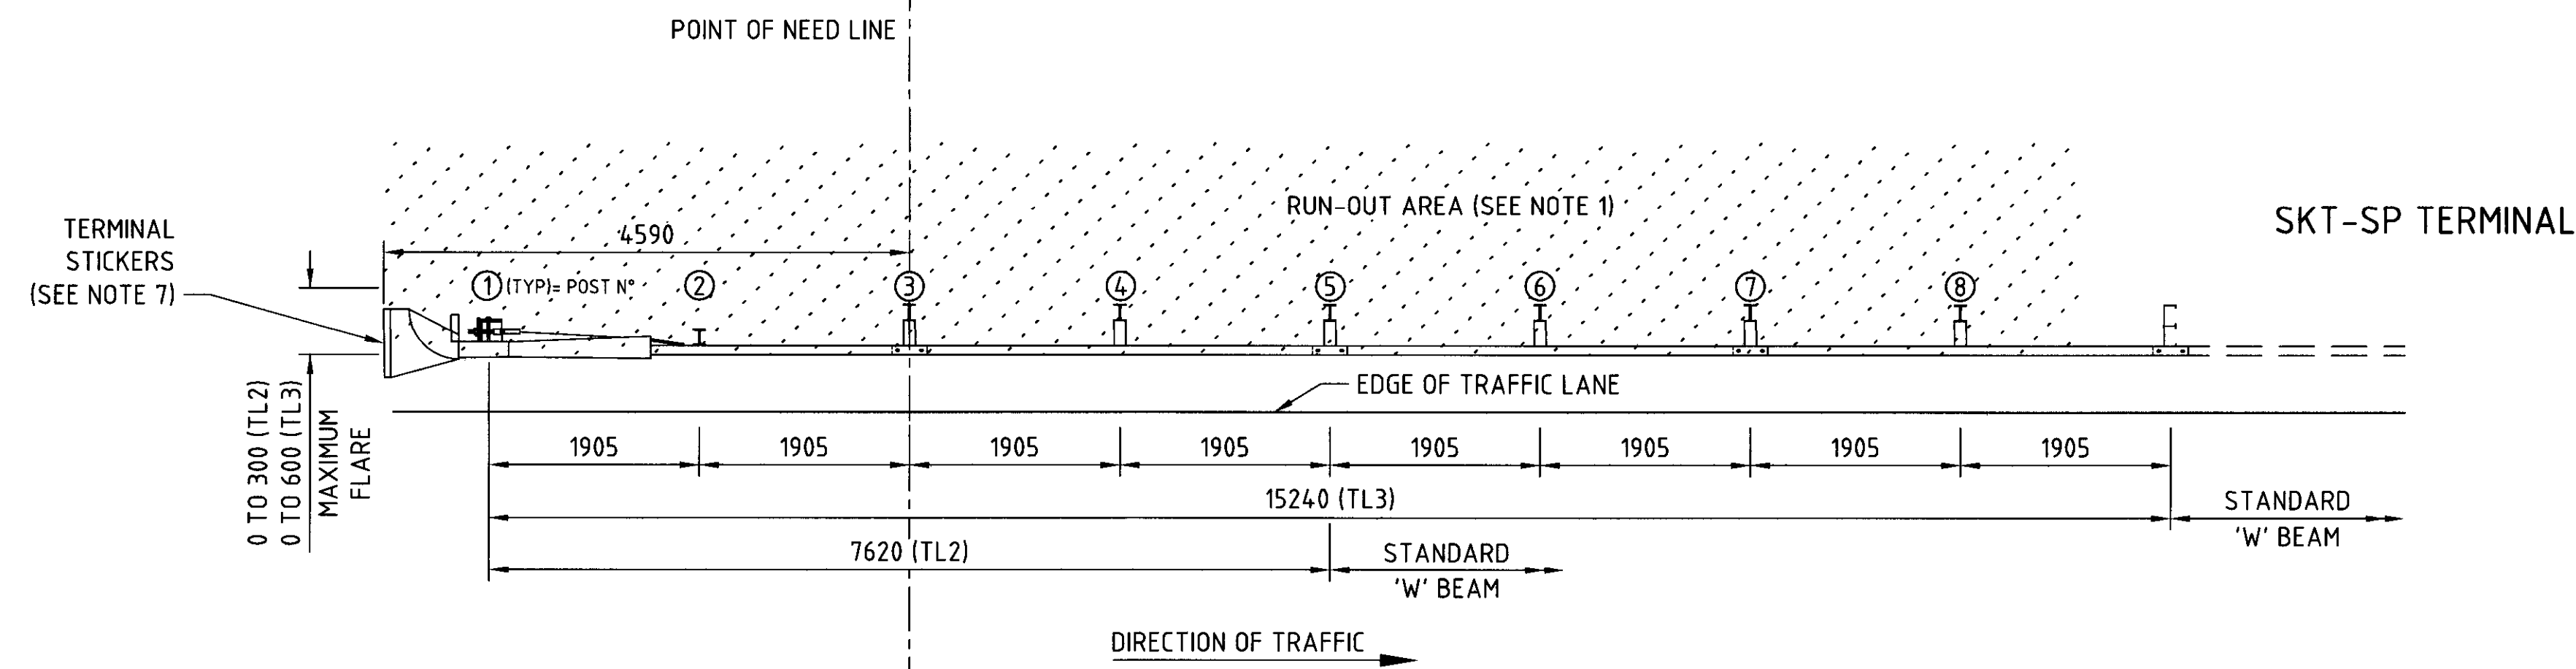 POINT OF NEED LINE
RUN-OUT AREA (SEE NOTE 1)
SKT-SP TERMINAL
TERMINAL
STICKERS
(SEE NOTE 7)
4590
1 (TYP)= POST N° 2 3 4 5 6 7 8
EDGE OF TRAFFIC LANE
0 TO 300 (TL2)
0 TO 600 (TL3)
MAXIMUM
FLARE
1905 1905 1905 1905 1905 1905 1905 1905
15240 (TL3)
STANDARD
'W' BEAM
7620 (TL2)
STANDARD
'W' BEAM
DIRECTION OF TRAFFIC